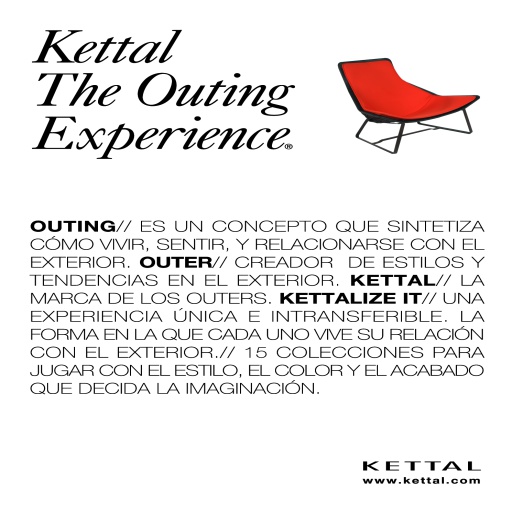 Kettal
The Outing
Experience®
OUTING// ES UN CONCEPTO QUE SINTETIZA
CÓMO VIVIR, SENTIR, Y RELACIONARSE CON EL
EXTERIOR. OUTER// CREADOR DE ESTILOS Y
TENDENCIAS EN EL EXTERIOR. KETTAL// LA
MARCA DE LOS OUTERS. KETTALIZE IT// UNA
EXPERIENCIA ÚNICA E INTRANSFERIBLE. LA
FORMA EN LA QUE CADA UNO VIVE SU RELACIÓN
CON EL EXTERIOR.// 15 COLECCIONES PARA
JUGAR CON EL ESTILO, EL COLOR Y EL ACABADO
QUE DECIDA LA IMAGINACIÓN.
KETTAL
www.kettal.com